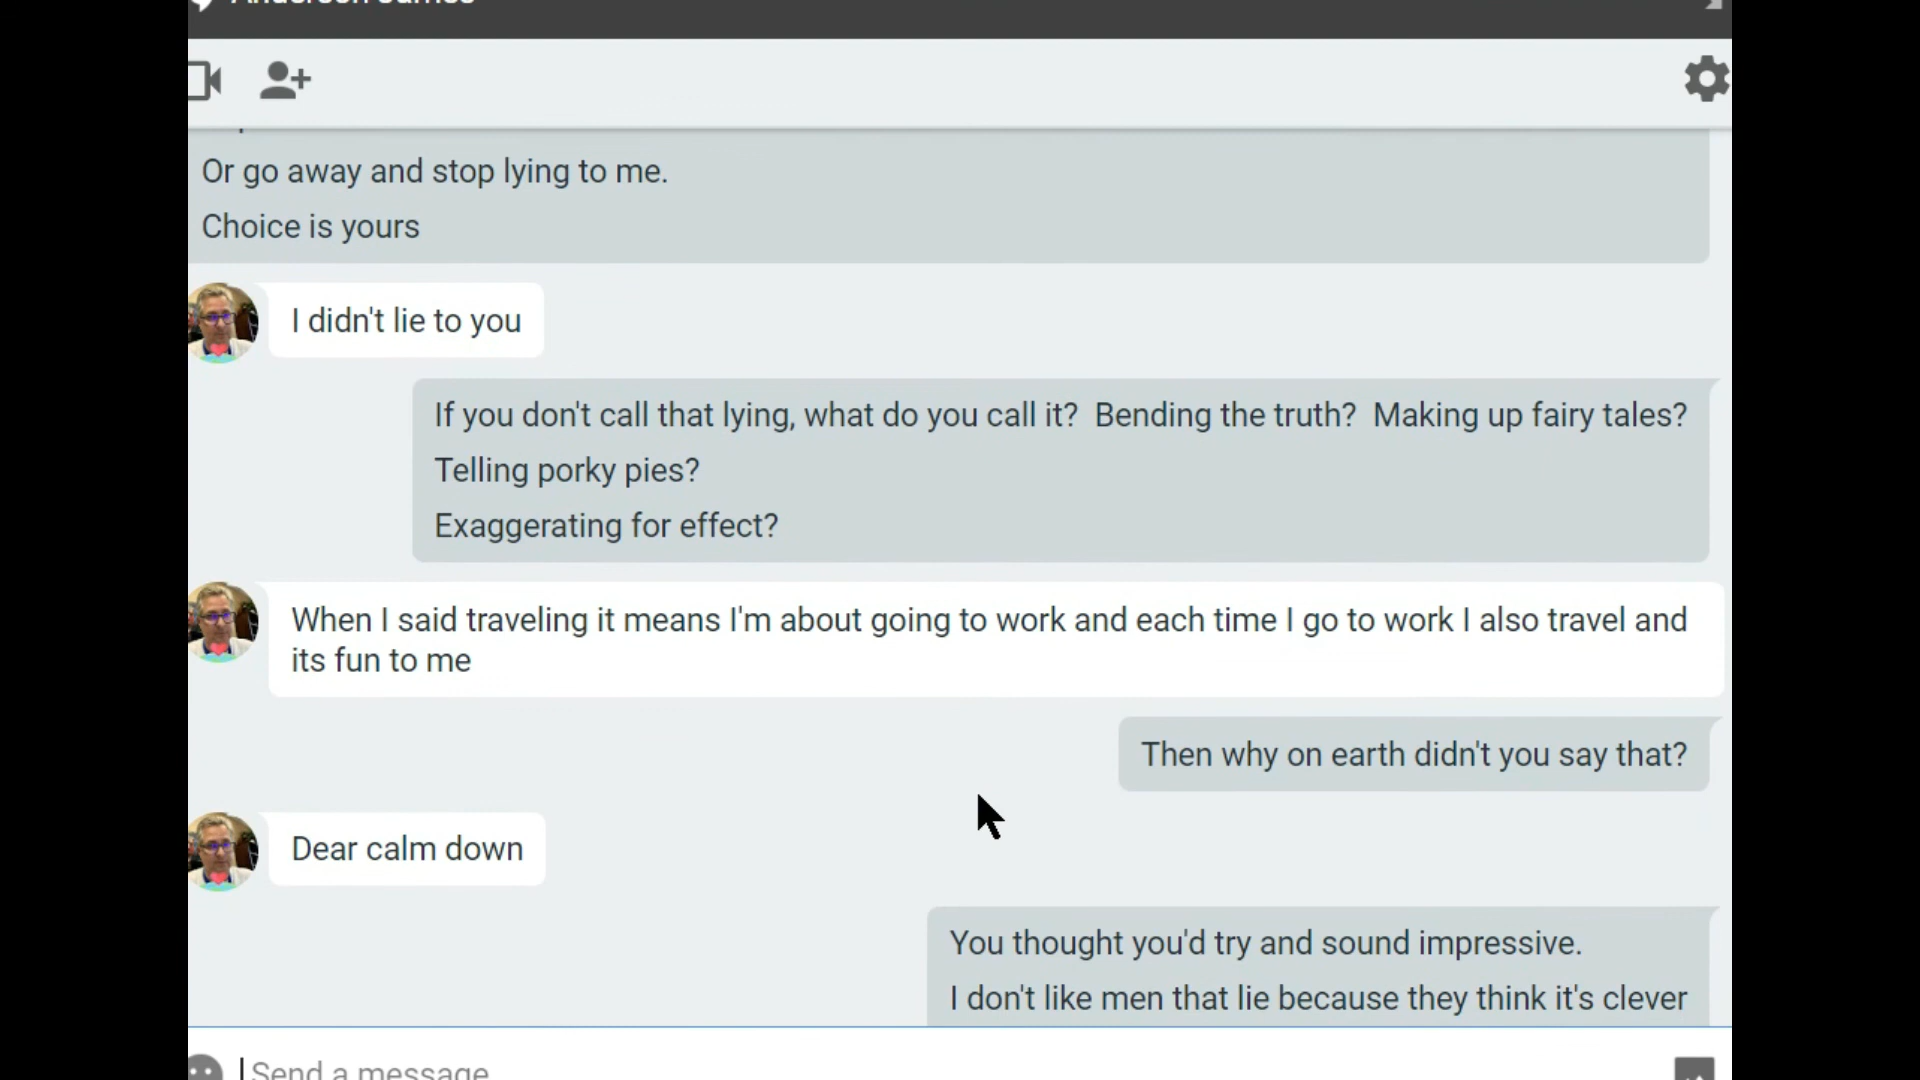 Anderson James
Or go away and stop lying to me.
Choice is yours
I didn't lie to you
If you don't call that lying, what do you call it?  Bending the truth?  Making up fairy tales?
Telling porky pies?
Exaggerating for effect?
When I said traveling it means I'm about going to work and each time I go to work I also travel and
its fun to me
Then why on earth didn't you say that?
Dear calm down
You thought you'd try and sound impressive.
I don't like men that lie because they think it's clever
Send a message